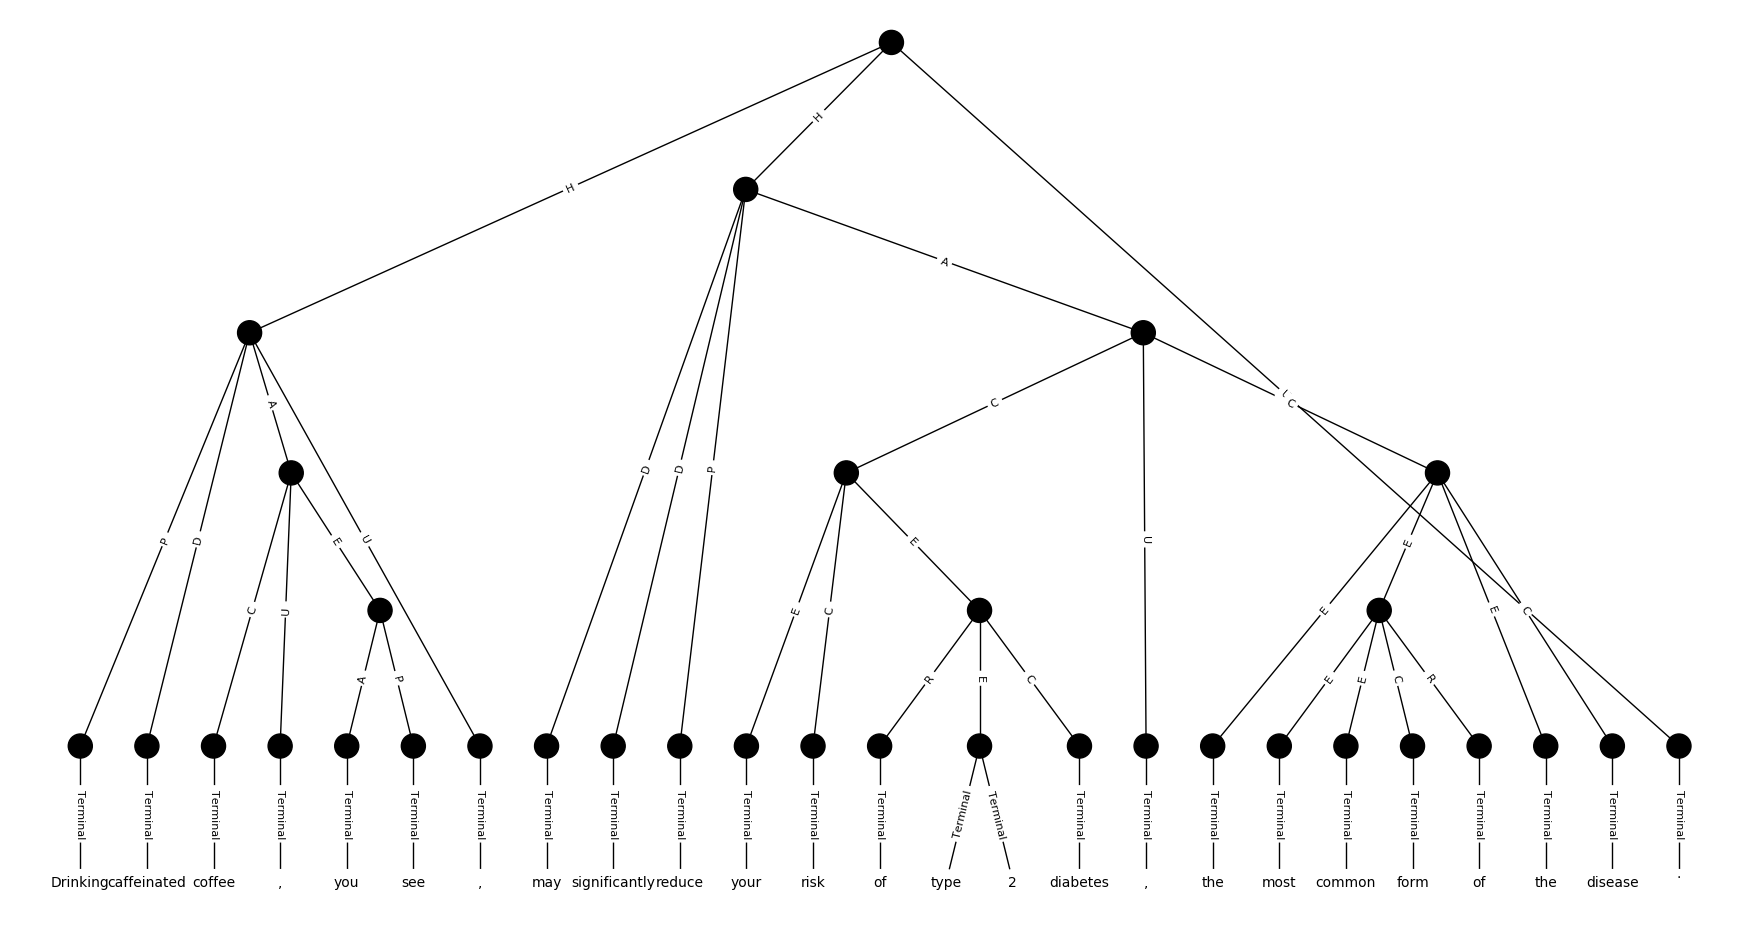 H
H
A
A
U
C
C
D
D
P
P
D
E
U
U
E
E
C
U
E
C
E
E
C
A
P
R
E
C
E
E
C
R
Terminal Terminal Terminal Terminal Terminal Terminal Terminal Terminal Terminal Terminal Terminal Terminal Terminal Terminal Terminal Terminal Terminal Terminal Terminal Terminal Terminal Terminal Terminal Terminal Terminal
Drinking caffeinated coffee , you see , may significantly reduce your risk of type 2 diabetes , the most common form of the disease .